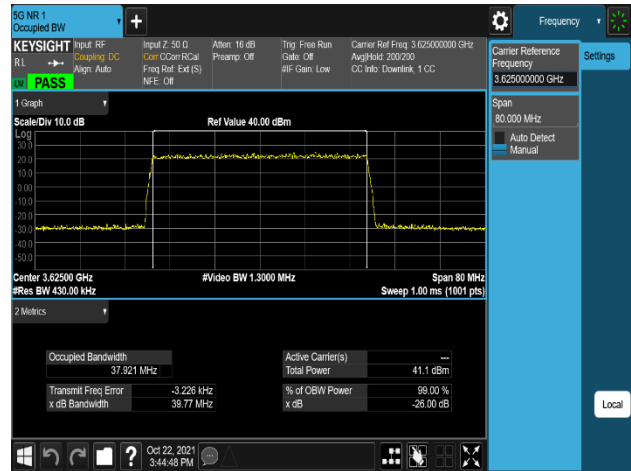 5G NR 1
Occupied BW
Frequency
KEYSIGHT
RL
Align: Auto
Input: RF
Coupling: DC
Input Z: 50 Ω
Corr CCorr RCal
Freq Ref: Ext (S)
NFE: Off
Atten: 16 dB
Preamp: Off
Trig: Free Run
Gate: Off
#IF Gain: Low
Carrier Ref Freq: 3.625000000 GHz
Avg|Hold: 200/200
CC Info: Downlink, 1 CC
PASS
Carrier Reference
Frequency
3.625000000 GHz
Settings
Span
80.000 MHz
Auto Detect
Manual
1 Graph
Scale/Div 10.0 dB
Ref Value 40.00 dBm
Log
30.0
20.0
10.0
0.00
-10.0
-20.0
-30.0
-40.0
-50.0
Center 3.62500 GHz
#Video BW 1.3000 MHz
Span 80 MHz
#Res BW 430.00 kHz
Sweep 1.00 ms (1001 pts)
2 Metrics
Occupied Bandwidth
37.921 MHz
Active Carrier(s)
---
Total Power
41.1 dBm
Transmit Freq Error
-3.226 kHz
% of OBW Power
99.00 %
x dB Bandwidth
39.77 MHz
x dB
-26.00 dB
Local
?
Oct 22, 2021
3:44:48 PM